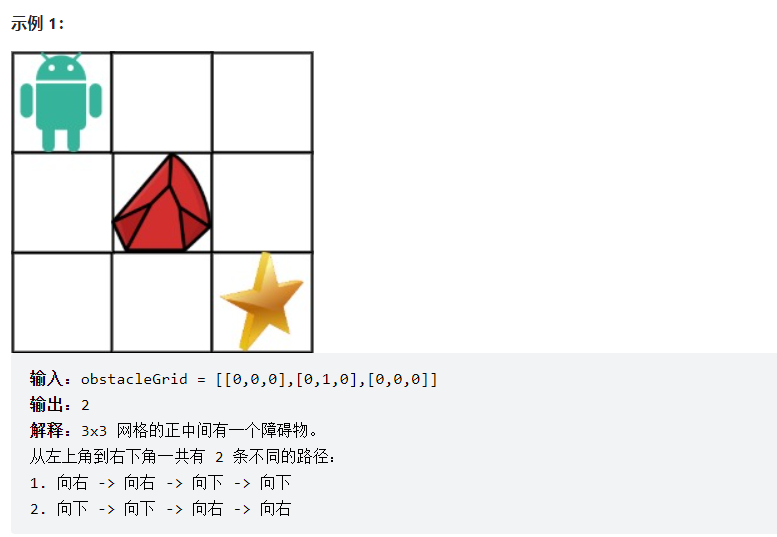 示例 1：
输入：obstacleGrid = [[0,0,0],[0,1,0],[0,0,0]]
输出：2
解释：3x3 网格的正中间有一个障碍物。
从左上角到右下角一共有 2 条不同的路径：
1. 向右 -> 向右 -> 向下 -> 向下
2. 向下 -> 向下 -> 向右 -> 向右